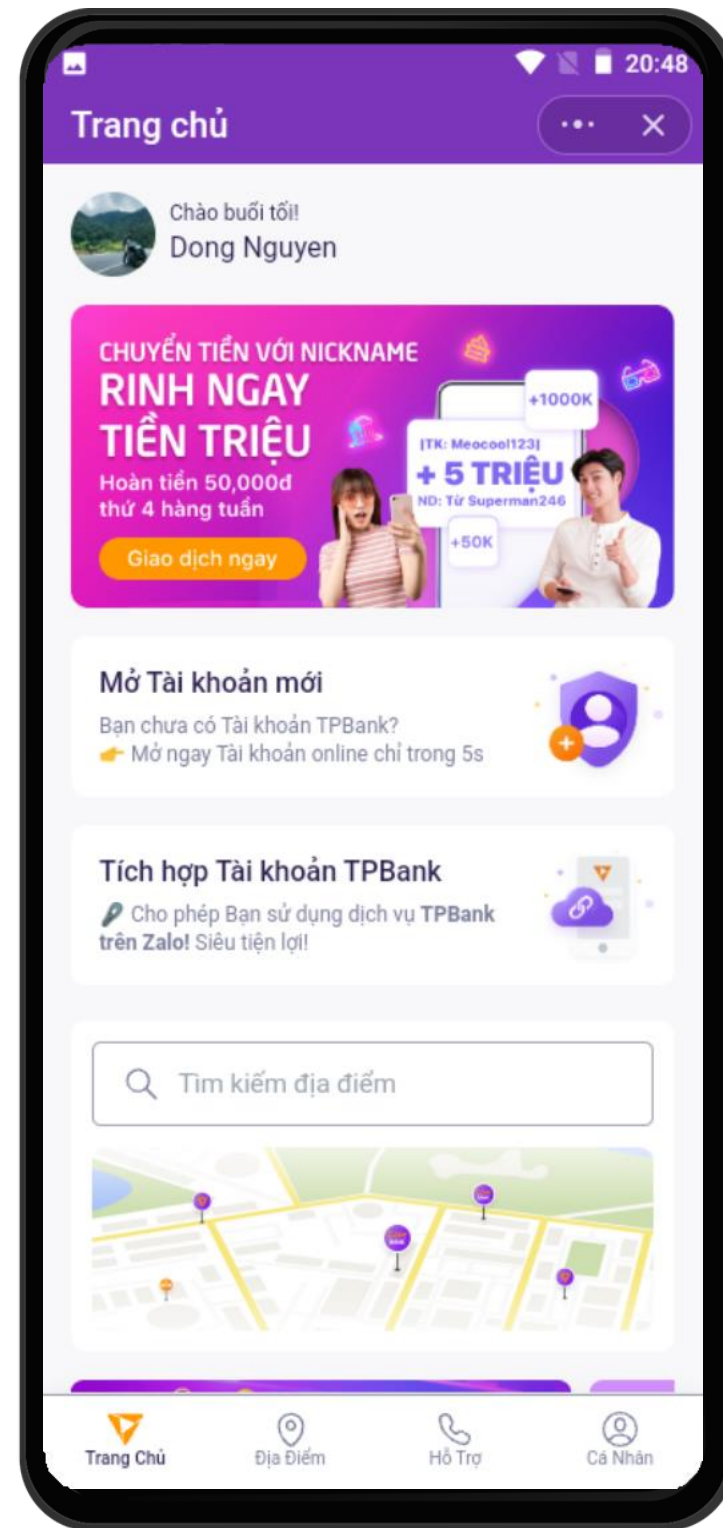 20:48
Trang chủ
Chào buổi tối!
Dong Nguyen
CHUYỂN TIỀN VỚI NICKNAME
RINH NGAY
TIỀN TRIỆU
Hoàn tiền 50,000đ
thứ 4 hàng tuần
Giao dịch ngay
+1000K
|TK: Meocool123|
+ 5 TRIỆU
ND: Từ Superman246
+50K
Mở Tài khoản mới
Bạn chưa có Tài khoản TPBank?
👉 Mở ngay Tài khoản online chỉ trong 5s
Tích hợp Tài khoản TPBank
Cho phép Bạn sử dụng dịch vụ TPBank
trên Zalo! Siêu tiện lợi!
Tìm kiếm địa điểm
Trang Chủ
Địa Điểm
Hỗ Trợ
Cá Nhân